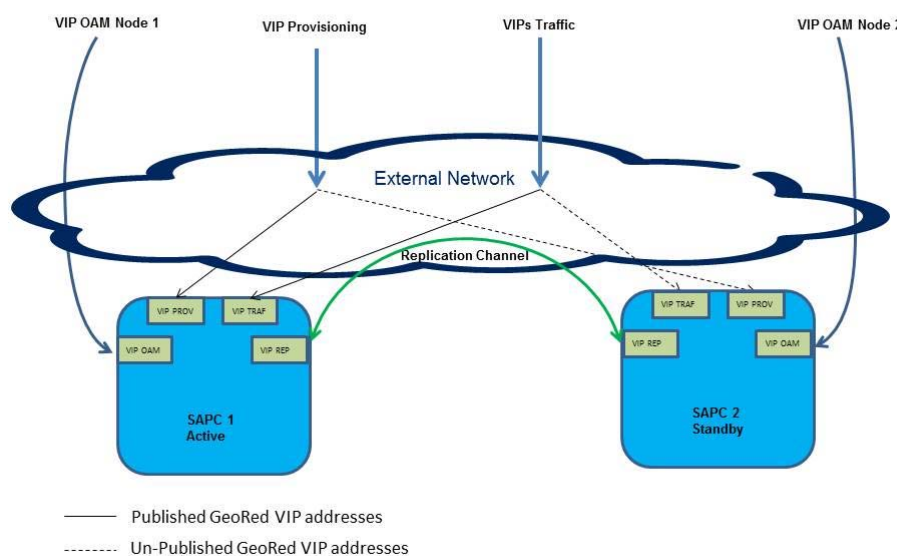 VIP OAM Node 1
VIP Provisioning
VIPs Traffic
VIP OAM Node 2
External Network
Replication Channel
VIP PROV
VIP TRAF
VIP OAM
VIP REP
SAPC 1
Active
VIP TRAF
VIP PROV
VIP REP
VIP OAM
SAPC 2
Standby
Published GeoRed VIP addresses
Un-Published GeoRed VIP addresses